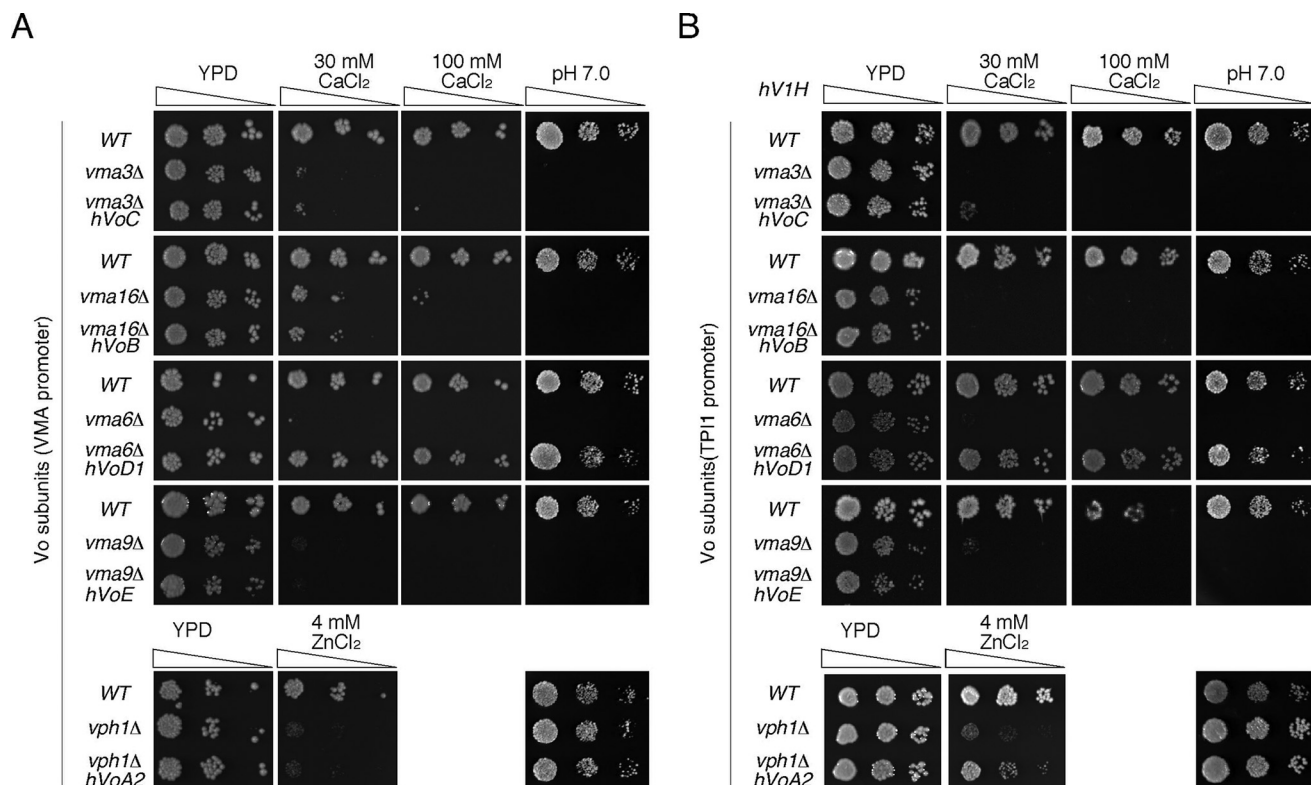 A
YPD
30 mM
CaCl₂
100 mM
CaCl₂
pH 7.0
Vo subunits (VMA promoter)
WT
vma3Δ
vma3Δ
hVoC
WT
vma16Δ
vma16Δ
hVoB
WT
vma6Δ
vma6Δ
hVoD1
WT
vma9Δ
vma9Δ
hVoE
YPD
4 mM
ZnCl₂
WT
vph1Δ
vph1Δ
hVoA2
B
hV1H
YPD
30 mM
CaCl₂
100 mM
CaCl₂
pH 7.0
Vo subunits(TPI1 promoter)
WT
vma3Δ
vma3Δ
hVoC
WT
vma16Δ
vma16Δ
hVoB
WT
vma6Δ
vma6Δ
hVoD1
WT
vma9Δ
vma9Δ
hVoE
YPD
4 mM
ZnCl₂
WT
vph1Δ
vph1Δ
hVoA2